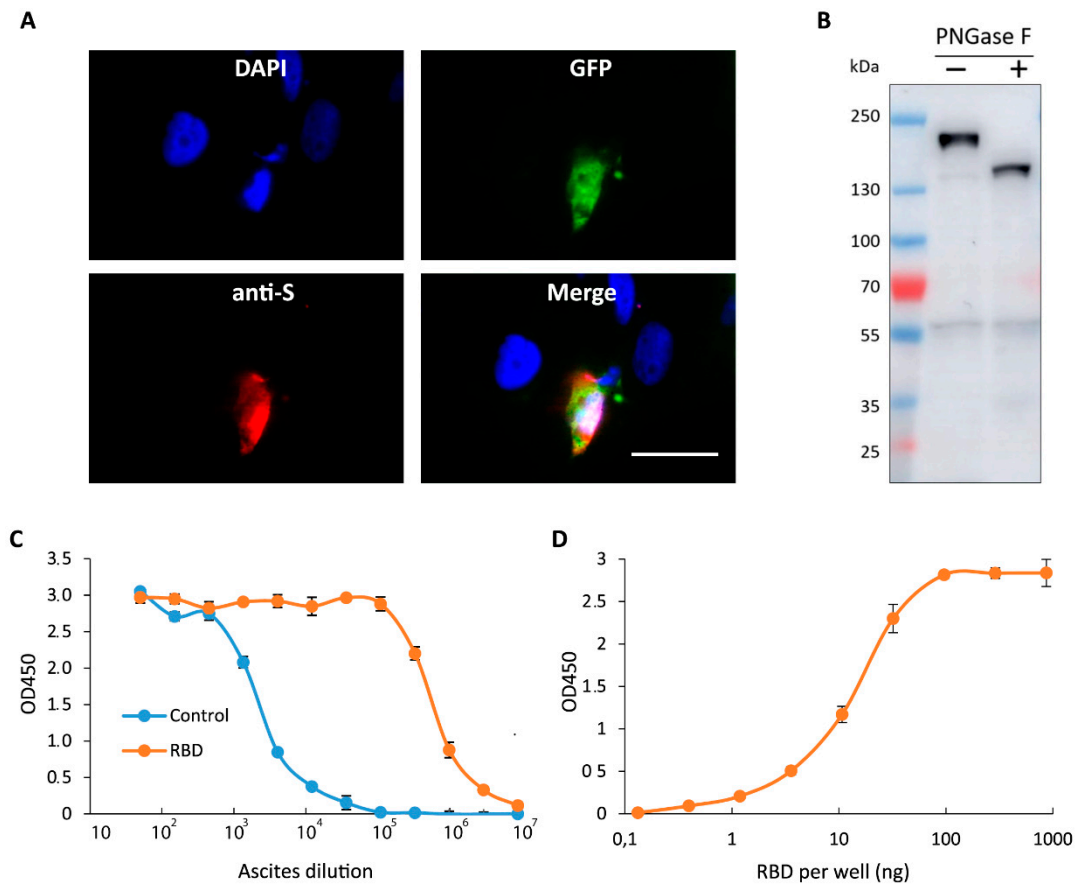 A
DAPI
GFP
anti-S
Merge
B
PNGase F
kDa
− +
250
130
100
70
55
35
25
C
3.5
3.0
2.5
2.0
1.5
1.0
0.5
0
OD450
Control
RBD
10 10² 10³ 10⁴ 10⁵ 10⁶ 10⁷
Ascites dilution
D
3
2.5
2
1.5
1
0 5
0
OD450
0,1 1 10 100 1000
RBD per well (ng)